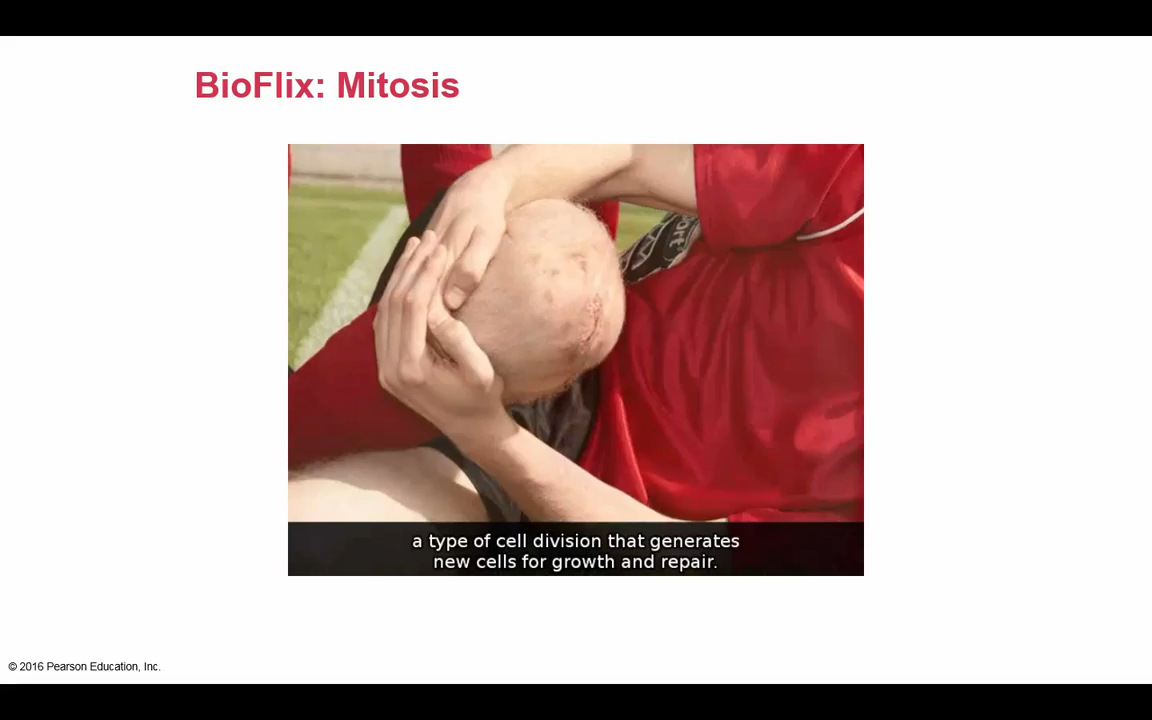 BioFlix: Mitosis
a type of cell division that generates
new cells for growth and repair.
© 2016 Pearson Education, Inc.